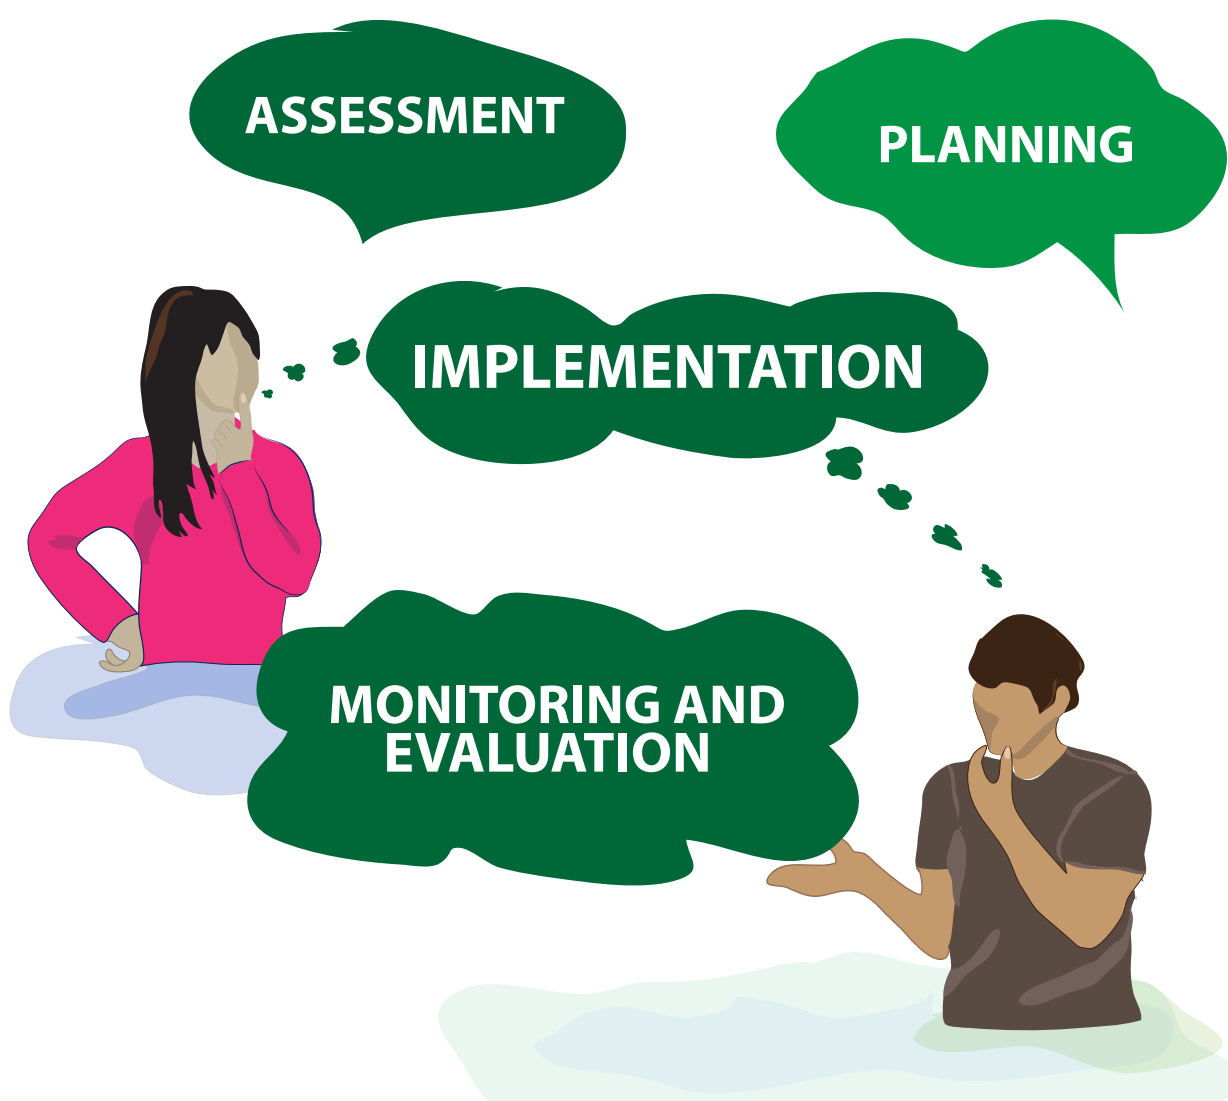 ASSESSMENT
PLANNING
IMPLEMENTATION
MONITORING AND
EVALUATION